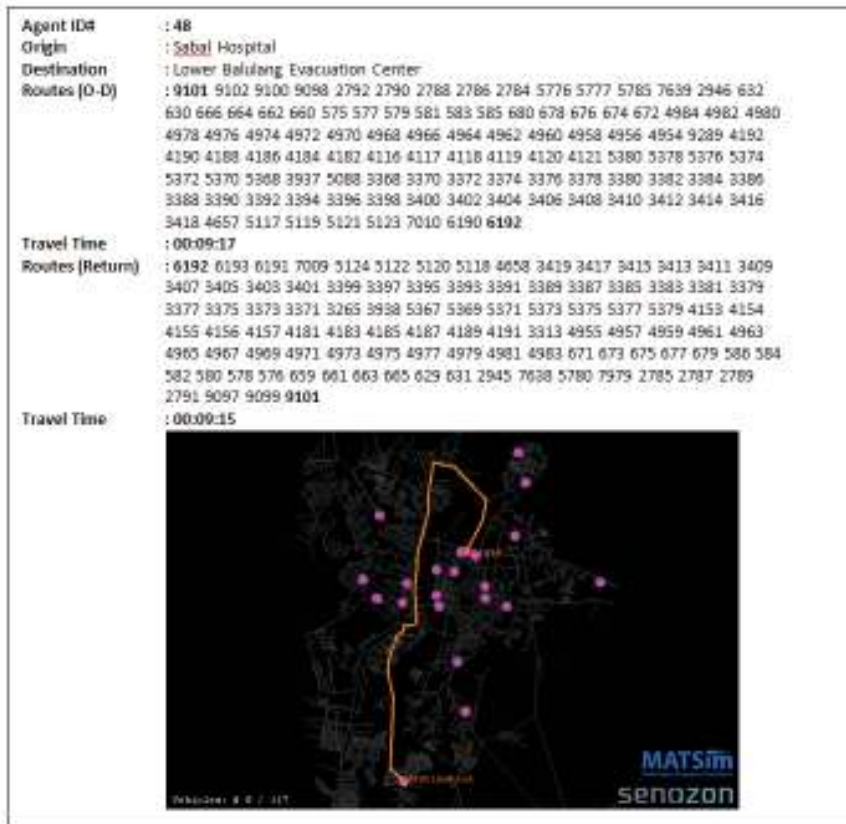 Agent ID# : 48
Origin : Sabal Hospital
Destination : Lower Balulang Evacuation Center
Routes (O-D) : 9101 9102 9100 9098 2792 2790 2788 2786 2784 5776 5777 5785 7639 2946 632
630 666 664 662 660 575 577 579 581 583 585 680 678 676 674 672 4984 4982 4980
4978 4976 4974 4972 4970 4968 4966 4964 4962 4960 4958 4956 4954 9289 4192
4190 4188 4186 4184 4182 4116 4117 4118 4119 4120 4121 5380 5378 5376 5374
5372 5370 5368 3937 5088 3368 3370 3372 3374 3376 3378 3380 3382 3384 3386
3388 3390 3392 3394 3396 3398 3400 3402 3404 3406 3408 3410 3412 3414 3416
3418 4657 5117 5119 5121 5123 7010 6190 6192
Travel Time : 00:09:17
Routes (Return) : 6192 6193 6191 7009 5124 5122 5120 5118 4658 3419 3417 3415 3413 3411 3409
3407 3405 3403 3401 3399 3397 3395 3393 3391 3389 3387 3385 3383 3381 3379
3377 3375 3373 3371 3265 3938 5367 5369 5371 5373 5375 5377 5379 4153 4154
4155 4156 4157 4181 4183 4185 4187 4189 4191 3313 4955 4957 4959 4961 4963
4965 4967 4969 4971 4973 4975 4977 4979 4981 4983 671 673 675 677 679 586 584
582 580 578 576 659 661 663 665 629 631 2945 7638 5780 7979 2785 2787 2789
2791 9097 9099 9101
Travel Time : 00:09:15
MATSim
senozon